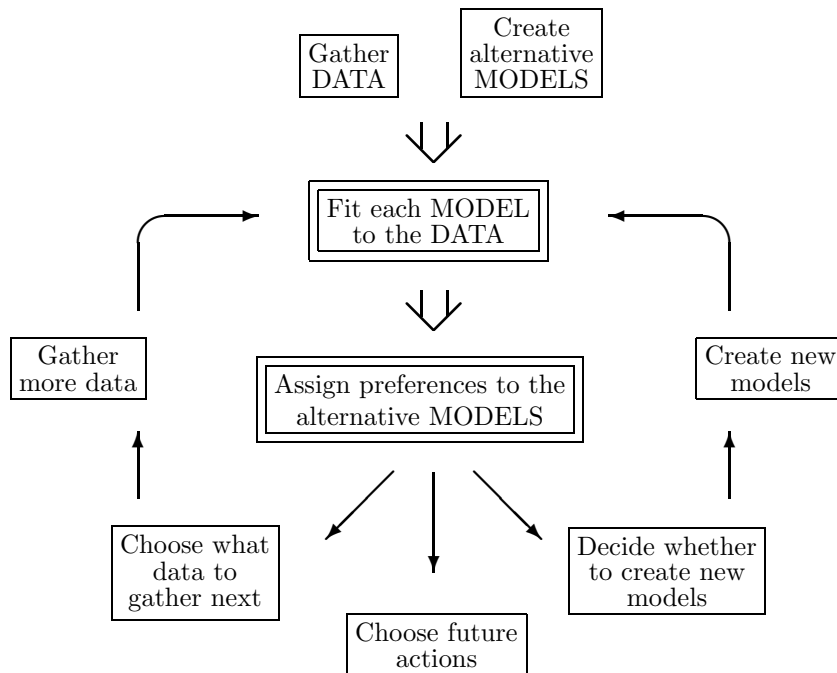 Gather
DATA
Create
alternative
MODELS
Fit each MODEL
to the DATA
Gather
more data
Create new
models
Assign preferences to the
alternative MODELS
Choose what
data to
gather next
Decide whether
to create new
models
Choose future
actions